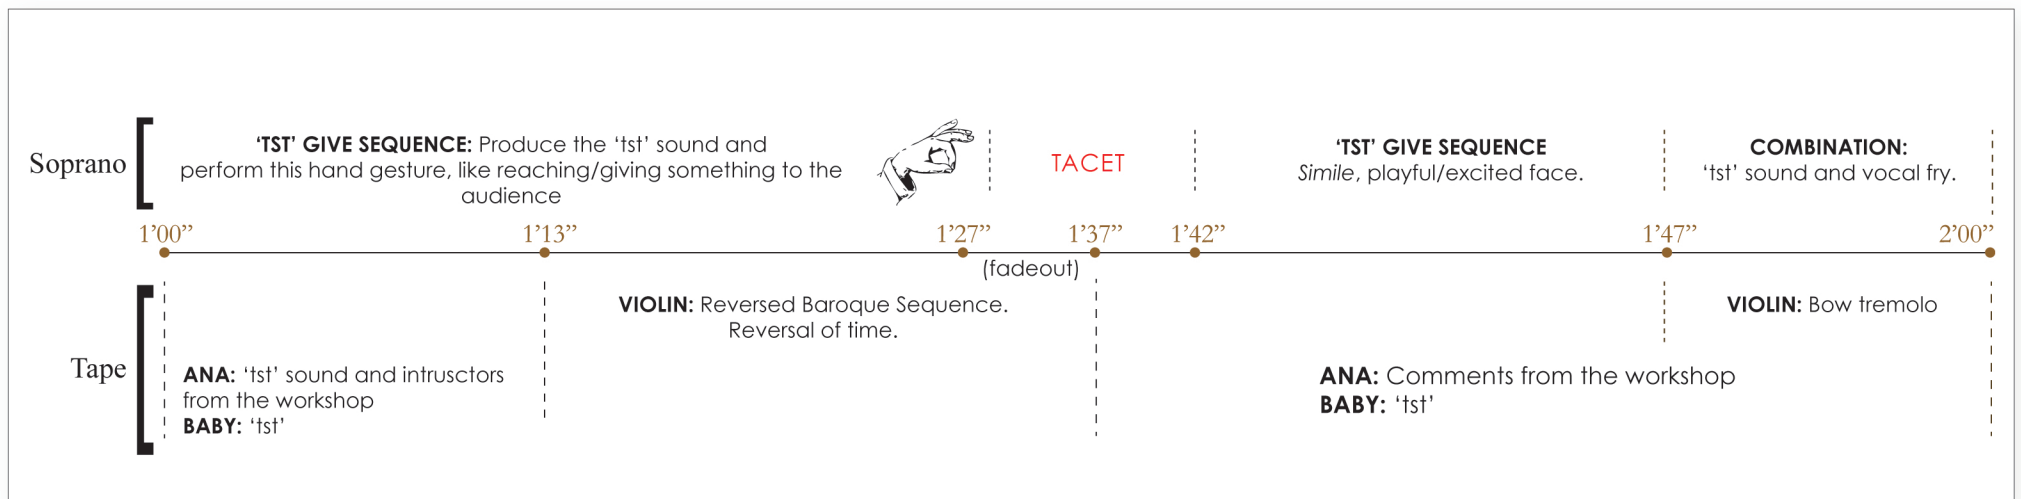 Soprano
‘TST’ GIVE SEQUENCE: Produce the ‘tst’ sound and
perform this hand gesture, like reaching/giving something to the
audience
TACET
‘TST’ GIVE SEQUENCE
Simile, playful/excited face.
COMBINATION:
‘tst’ sound and vocal fry.
1’00”
1’13”
1’27”
1’37”
1’42”
1’47”
2’00”
(fadeout)
Tape
ANA: ‘tst’ sound and intrusctors
from the workshop
BABY: ‘tst’
VIOLIN: Reversed Baroque Sequence.
Reversal of time.
ANA: Comments from the workshop
BABY: ‘tst’
VIOLIN: Bow tremolo